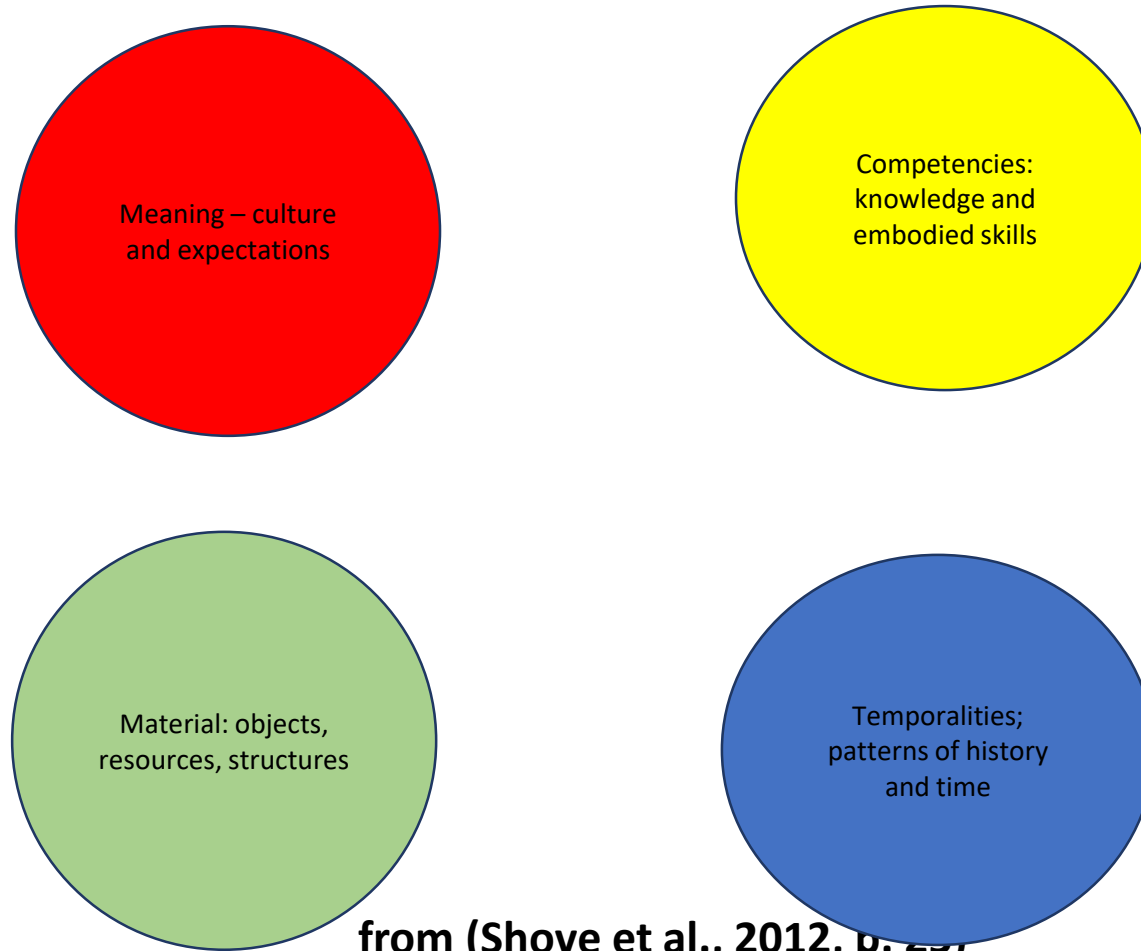 Meaning – culture
and expectations
Competencies:
knowledge and
embodied skills
Material: objects,
resources, structures
Temporalities;
patterns of history
and time
from (Shove et al., 2012, p.